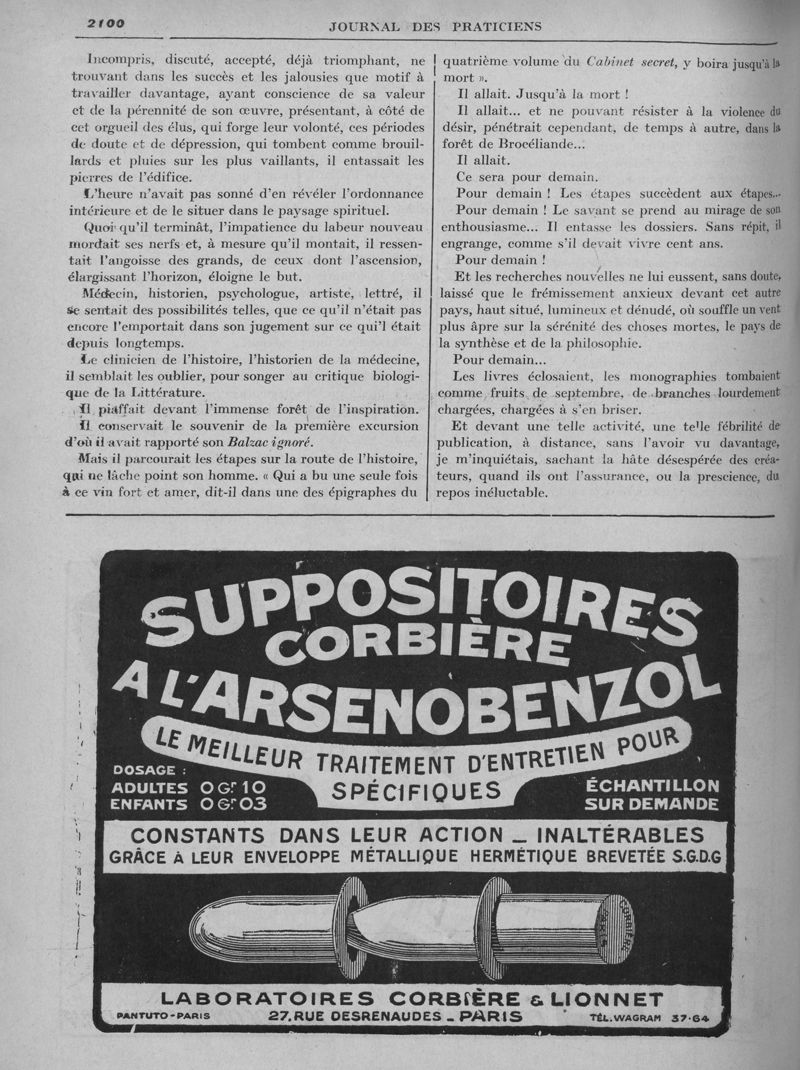 2100
JOURNAL DES PRATICIENS
Incompris, discuté, accepté, déjà triomphant, ne
trouvant dans les succès et les jalousies que motif à
travailler davantage, ayant conscience de sa valeur
et de la pérennité de son œuvre, présentant, à côté de
cet orgueil des élus, qui forge leur volonté, ces périodes
de doute et de dépression, qui tombent comme brouil-
lards et pluies sur les plus vaillants, il entassait les
pierres de l'édifice.
L'heure n'avait pas sonné d'en révéler l'ordonnance
intérieure et de le situer dans le paysage spirituel.
Quoi qu'il terminât, l'impatience du labeur nouveau
mordait ses nerfs et, à mesure qu'il montait, il ressen-
tait l'angoisse des grands, de ceux dont l'ascension,
élargissant l'horizon, éloigne le but.
Médecin, historien, psychologue, artiste, lettré, il
se sentait des possibilités telles, que ce qu'il n'était pas
encore l'emportait dans son jugement sur ce qu'il était
depuis longtemps.
Le clinicien de l'histoire, l'historien de la médecine,
il semblait les oublier, pour songer au critique biologi-
que de la Littérature.
Il piaffait devant l'immense forêt de l'inspiration.
Il conservait le souvenir de la première excursion
d'où il avait rapporté son Balzac ignoré.
Mais il parcourait les étapes sur la route de l'histoire,
qui ne lâche point son homme. « Qui a bu une seule fois
à ce vin fort et amer, dit-il dans une des épigraphes du
quatrième volume du Cabinet secret, y boira jusqu'à la
mort ».
Il allait. Jusqu'à la mort !
Il allait... et ne pouvant résister à la violence du
désir, pénétrait cependant, de temps à autre, dans la
forêt de Brocéliande...
Il allait.
Ce sera pour demain.
Pour demain ! Les étapes succèdent aux étapes...
Pour demain ! Le savant se prend au mirage de son
enthousiasme... Il entasse les dossiers. Sans répit, il
engrange, comme s'il devait vivre cent ans.
Pour demain !
Et les recherches nouvelles ne lui eussent, sans doute,
laissé que le frémissement anxieux devant cet autre
pays, haut situé, lumineux et dénudé, où souffle un vent
plus âpre sur la sérénité des choses mortes, le pays de
la synthèse et de la philosophie.
Pour demain...
Les livres éclosaient, les monographies tombaient
comme fruits de septembre, de branches lourdement
chargées, chargées à s'en briser.
Et devant une telle activité, une telle fébrilité de
publication, à distance, sans l'avoir vu davantage,
je m'inquiétais, sachant la hâte désespérée des créa-
teurs, quand ils ont l'assurance, ou la prescience, du
repos inéluctable.
SUPPOSITOIRES
CORBIÈRE
A L'ARSENOBENZOL
LE MEILLEUR TRAITEMENT D'ENTRETIEN POUR
SPÉCIFIQUES
DOSAGE :
ADULTES 0 Gr 10
ENFANTS 0 Gr 03
ÉCHANTILLON
SUR DEMANDE
CONSTANTS DANS LEUR ACTION _ INALTÉRABLES
GRÂCE A LEUR ENVELOPPE MÉTALLIQUE HERMÉTIQUE BREVETÉE S.G.D.G
CORBIÈRE
LABORATOIRES CORBIÈRE & LIONNET
PANTUTO-PARIS
27, RUE DESRENAUDES _ PARIS
TÉL. WAGRAM 37-64